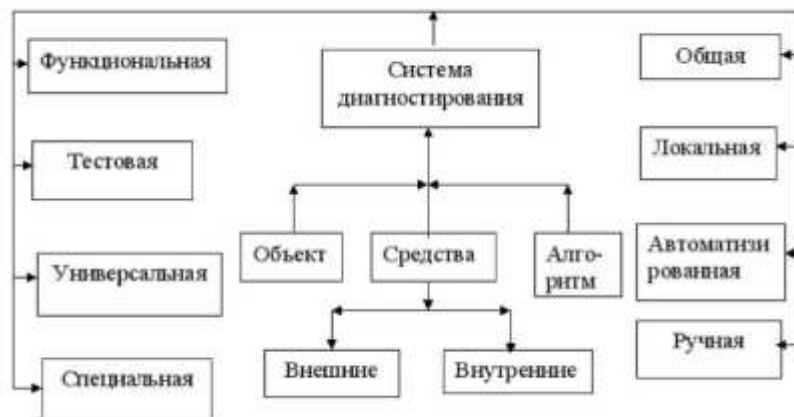 Функциональная
Система
диагностирования
Общая
Тестовая
Локальная
Объект
Средства
Алго-
ритм
Автоматизи
рованная
Универсальная
Внешние
Внутренние
Ручная
Специальная